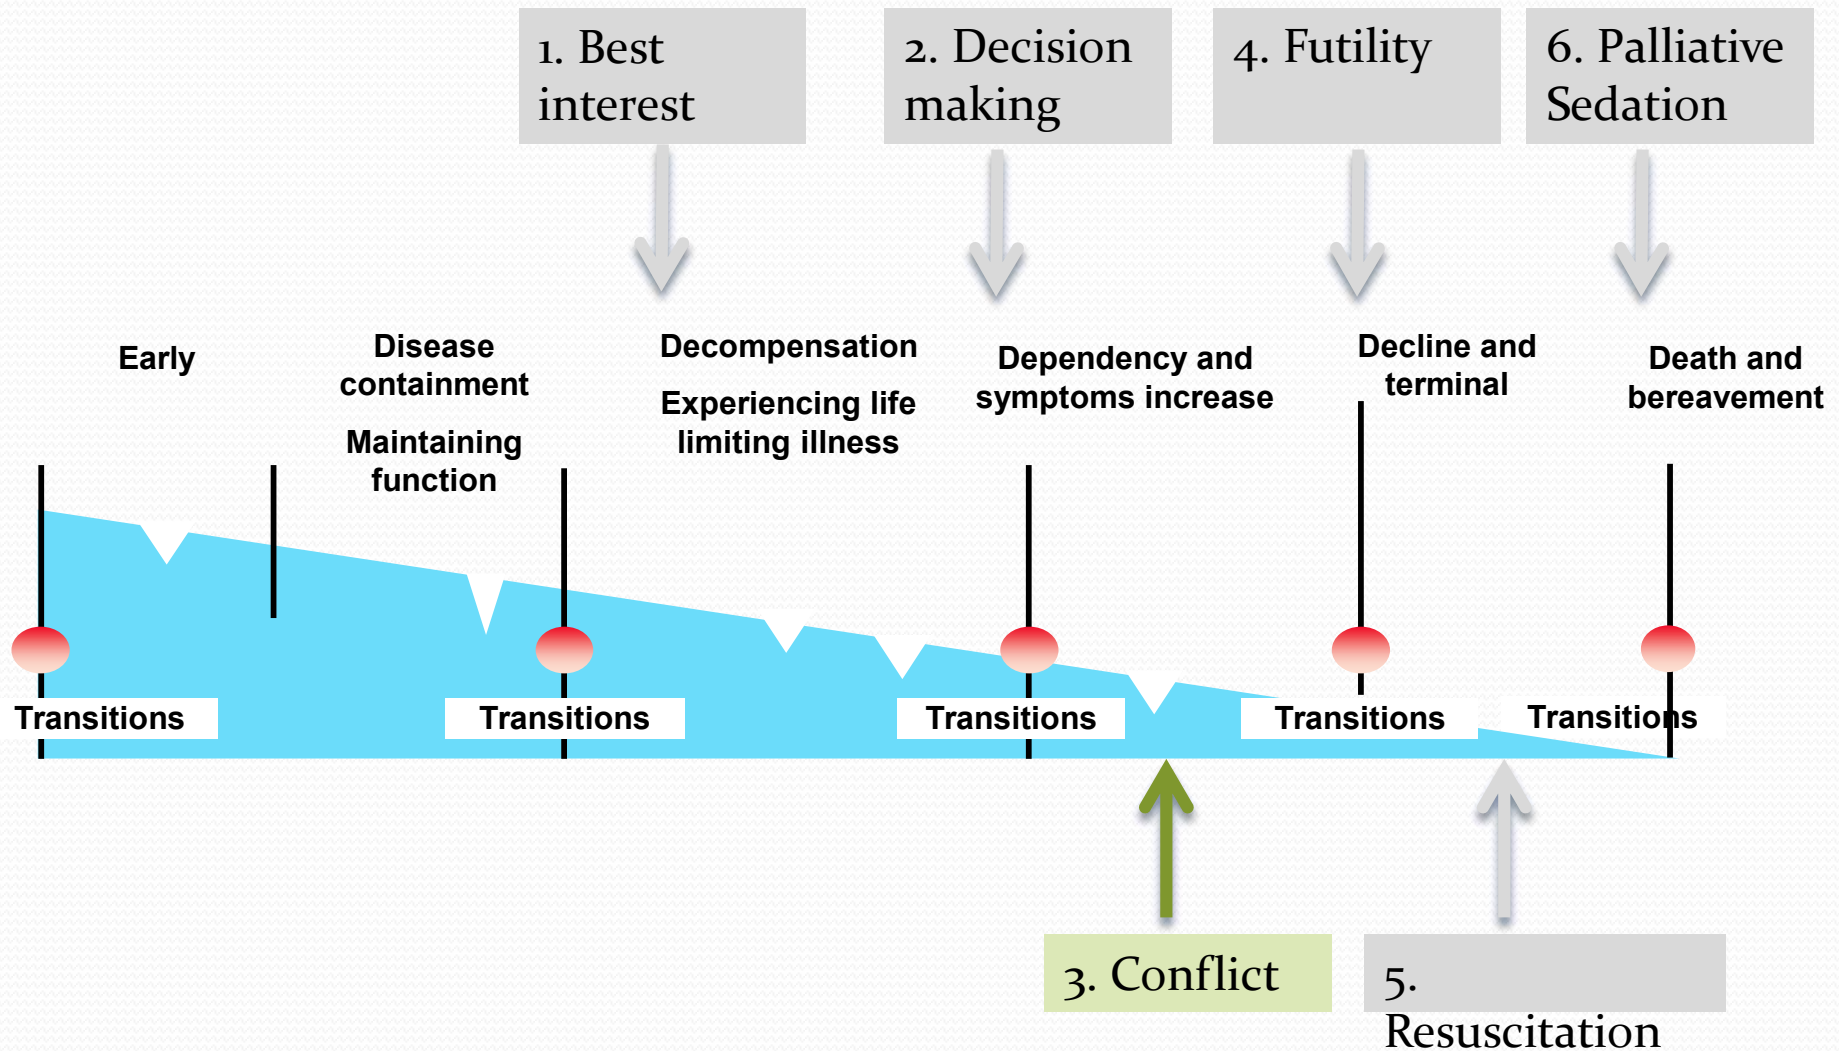 1. Best
interest
2. Decision
making
4. Futility
6. Palliative
Sedation
Early
Disease
containment
Maintaining
function
Decompensation
Experiencing life
limiting illness
Dependency and
symptoms increase
Decline and
terminal
Death and
bereavement
Transitions
Transitions
Transitions
Transitions
Transitions
3. Conflict
5.
Resuscitation